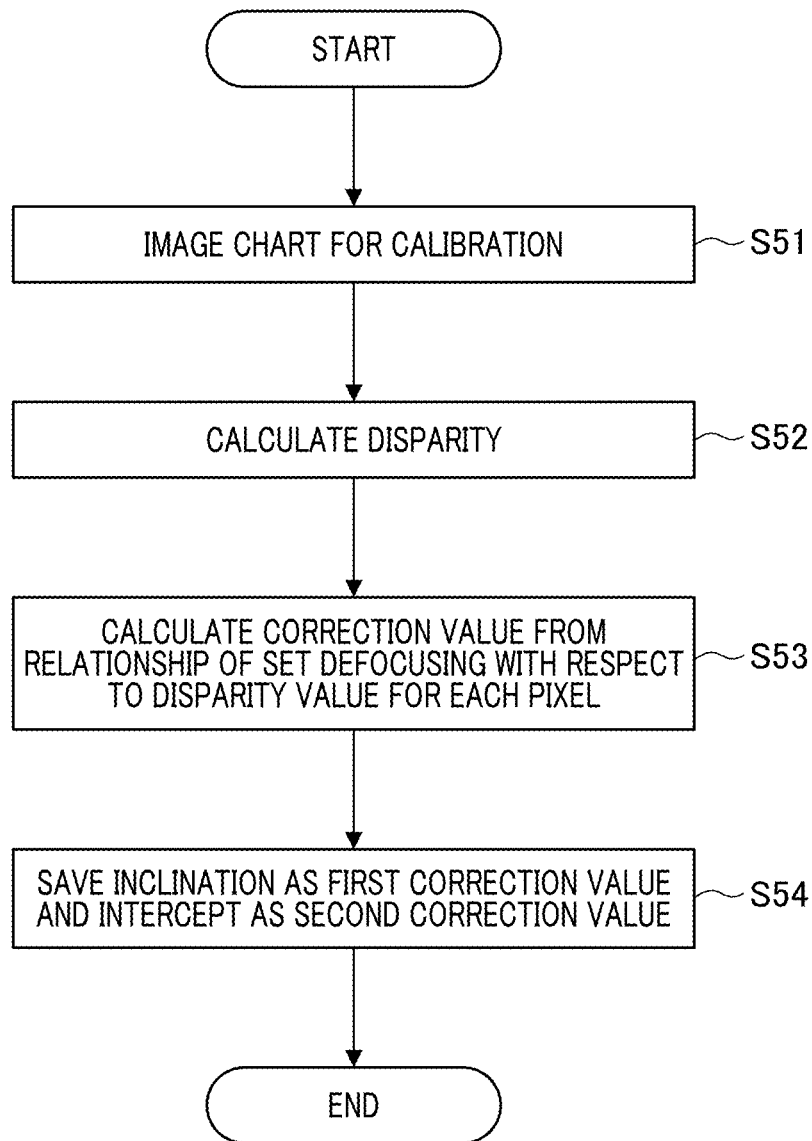 START
IMAGE CHART FOR CALIBRATION
S51
CALCULATE DISPARITY
S52
CALCULATE CORRECTION VALUE FROM
RELATIONSHIP OF SET DEFOCUSING WITH RESPECT
TO DISPARITY VALUE FOR EACH PIXEL
S53
SAVE INCLINATION AS FIRST CORRECTION VALUE
AND INTERCEPT AS SECOND CORRECTION VALUE
S54
END